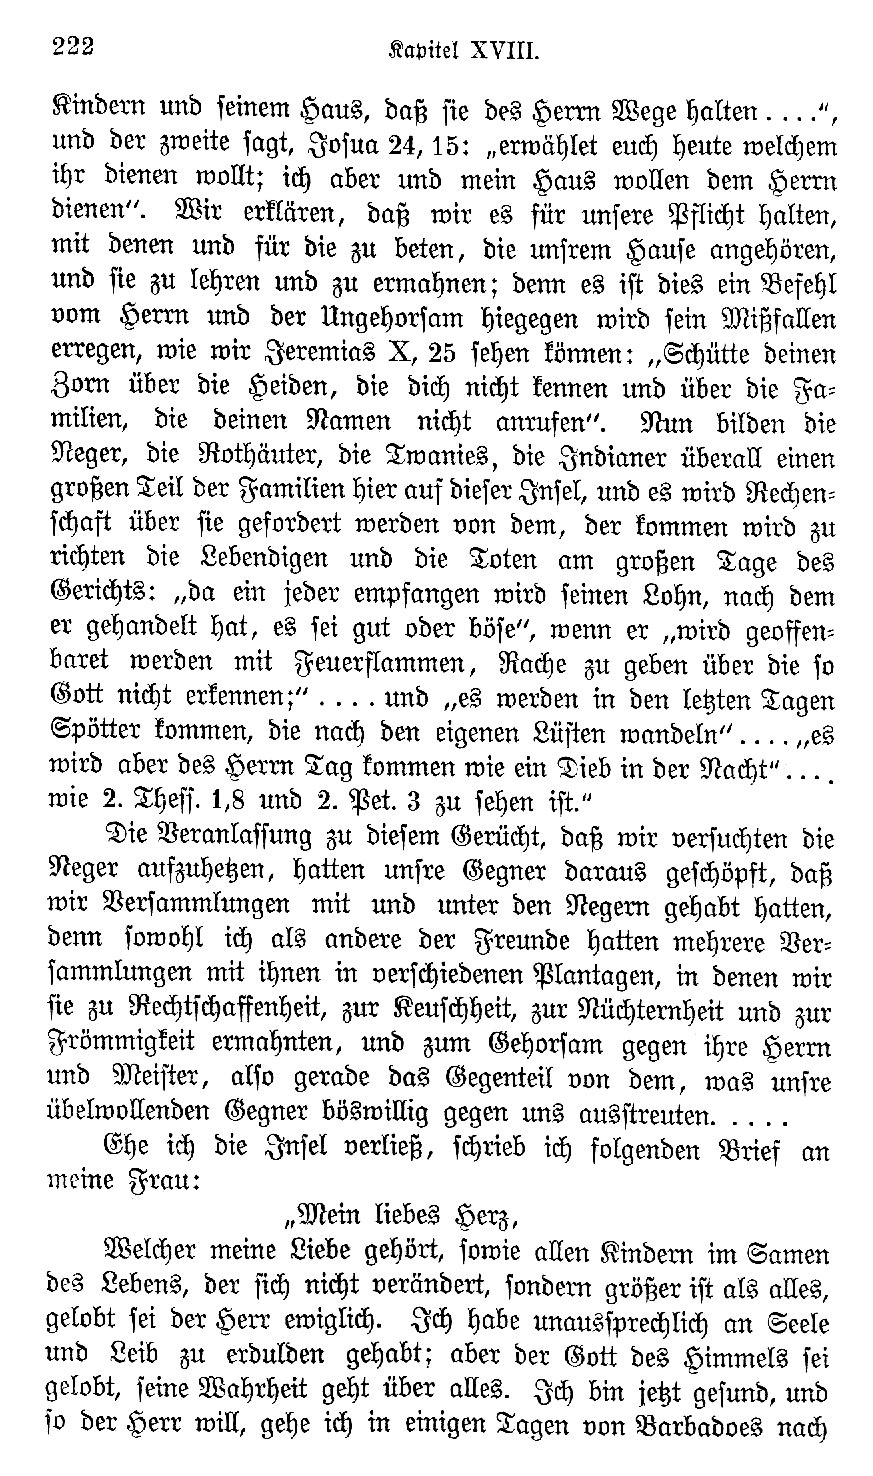 222 Kapitel XVIII.
Kindern und seinem Haus, daß sie des Herrn Wege halten . . . .",
und der zweite sagt, Josua 24, 15: „erwählet euch heute welchem
ihr dienen wollt; ich aber und mein Haus wollen dem Herrn
dienen". Wir erklären, daß wir es für unsere Pflicht halten,
mit denen und für die zu beten, die unsrem Hause angehören,
und sie zu lehren und zu ermahnen; denn es ist dies ein Befehl
vom Herrn und der Ungehorsam hiegegen wird sein Mißfallen
erregen, wie wir Jeremias X, 25 sehen können: „Schütte deinen
Zorn über die Heiden, die dich nicht kennen und über die Fa-
milien, die deinen Namen nicht anrufen". Nun bilden die
Neger, die Rothäuter, die Twanies, die Indianer überall einen
großen Teil der Familien hier auf dieser Insel, und es wird Rechen-
schaft über sie gefordert werden von dem, der kommen wird zu
richten die Lebendigen und die Toten am großen Tage des
Gerichts: „da ein jeder empfangen wird seinen Lohn, nach dem
er gehandelt hat, es sei gut oder böse", wenn er „wird geoffen-
baret werden mit Feuerflammen, Rache zu geben über die so
Gott nicht erkennen;" . . . . und „es werden in den letzten Tagen
Spötter kommen, die nach den eigenen Lüsten wandeln" . . . . „es
wird aber des Herrn Tag kommen wie ein Dieb in der Nacht" . . . .
wie 2. Thess. 1,8 und 2. Pet. 3 zu sehen ist."
Die Veranlassung zu diesem Gerücht, daß wir versuchten die
Neger aufzuhetzen, hatten unsre Gegner daraus geschöpft, daß
wir Versammlungen mit und unter den Negern gehabt hatten,
denn sowohl ich als andere der Freunde hatten mehrere Ver-
sammlungen mit ihnen in verschiedenen Plantagen, in denen wir
sie zu Rechtschaffenheit, zur Keuschheit, zur Nüchternheit und zur
Frömmigkeit ermahnten, und zum Gehorsam gegen ihre Herrn
und Meister, also gerade das Gegenteil von dem, was unsre
übelwollenden Gegner böswillig gegen uns ausstreuten. . . . . .
Ehe ich die Insel verließ, schrieb ich folgenden Brief an
meine Frau:
„Mein liebes Herz,
Welcher meine Liebe gehört, sowie allen Kindern im Samen
des Lebens, der sich nicht verändert, sondern größer ist als alles,
gelobt sei der Herr ewiglich. Ich habe unaussprechlich an Seele
und Leib zu erdulden gehabt; aber der Gott des Himmels sei
gelobt, seine Wahrheit geht über alles. Ich bin jetzt gesund, und
so der Herr will, gehe ich in einigen Tagen von Barbadoes nach